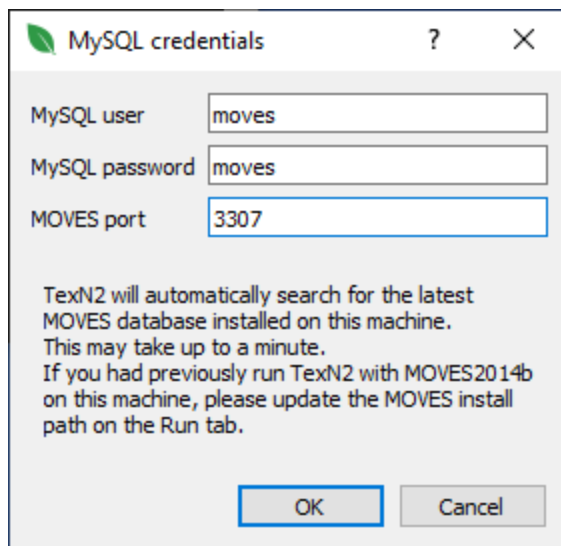 MySQL credentials ? ×
MySQL user moves
MySQL password moves
MOVES port 3307
TexN2 will automatically search for the latest
MOVES database installed on this machine.
This may take up to a minute.
If you had previously run TexN2 with MOVES2014b
on this machine, please update the MOVES install
path on the Run tab.
OK Cancel